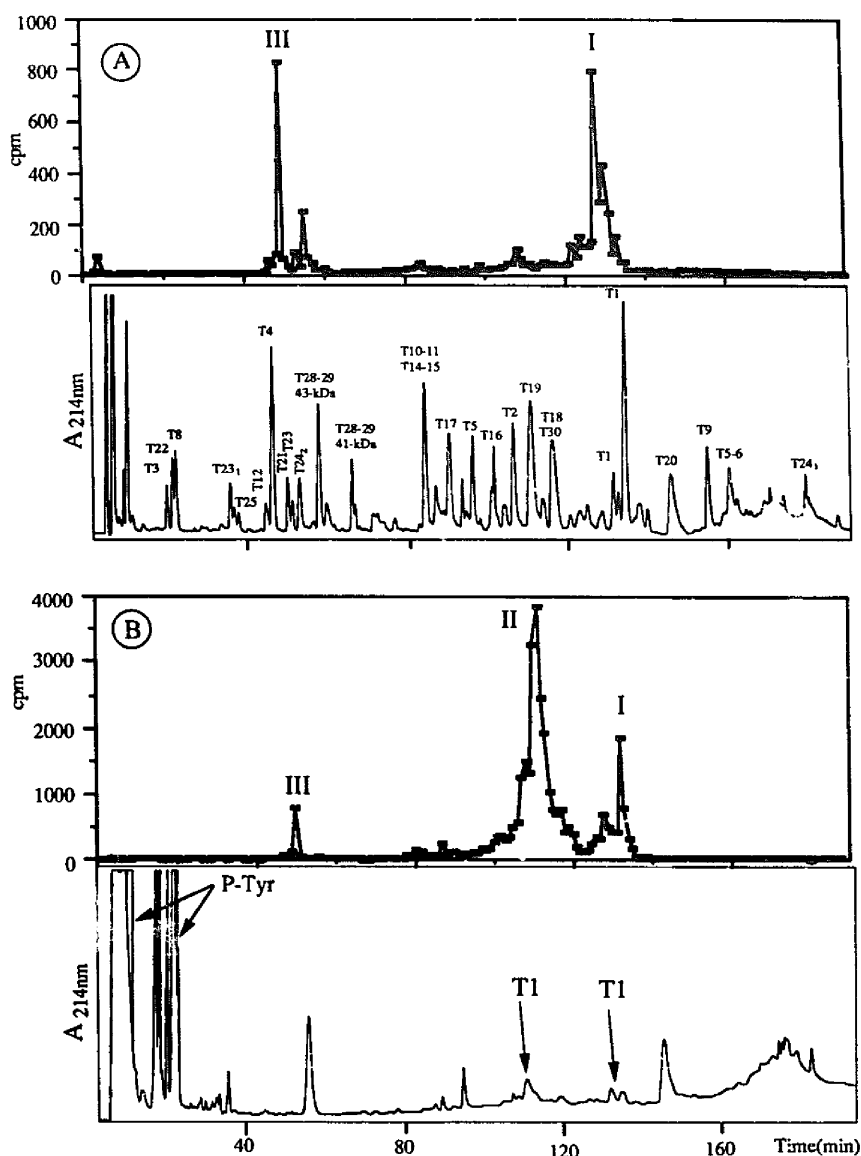 1000
800
600
400
200
0
cpm
A
III
I
A 214nm
T3
T22
T8
T23₁
T25
T12
T4
T21
T23
T24₂
T28-29
43-kDa
T28-29
41-kDa
T10-11
T14-15
T17
T5
T16
T2
T19
T18
T30
T1
T1
T20
T9
T5-6
T24₃
4000
3000
2000
1000
0
cpm
B
III
II
I
A 214nm
P-Tyr
T1
T1
40
80
120
160
Time(min)